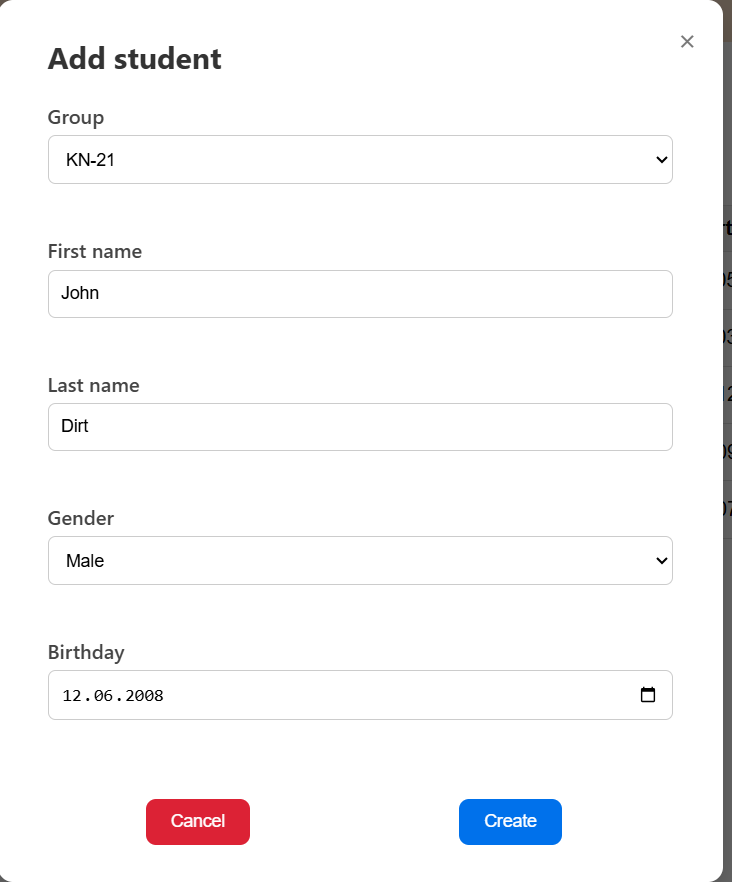 Add student
×
Group
KN-21
First name
John
Last name
Dirt
Gender
Male
Birthday
12.06.2008
Cancel
Create